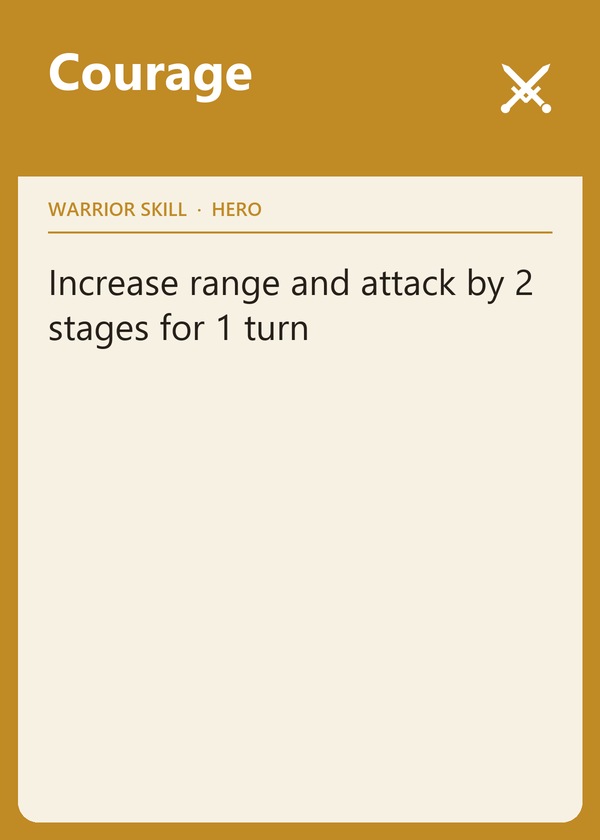 Courage
WARRIOR SKILL · HERO
Increase range and attack by 2
stages for 1 turn